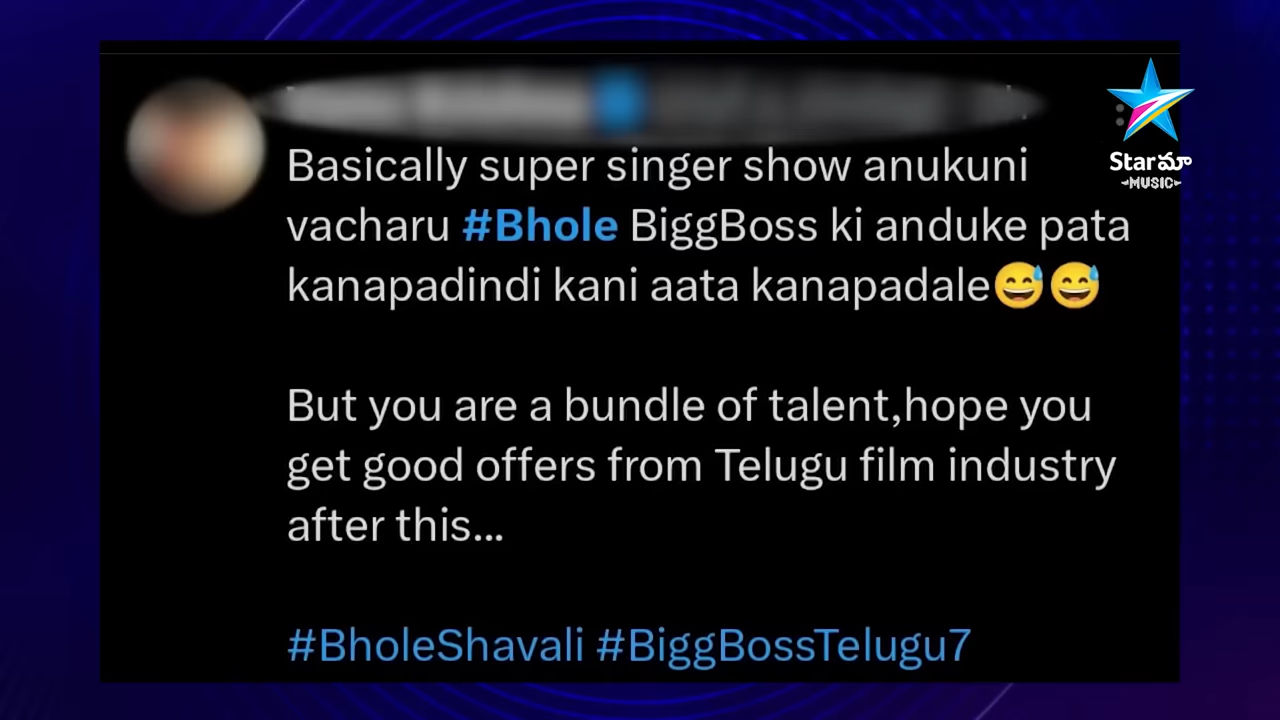 Basically super singer show anukuni
vacharu #Bhole BiggBoss ki anduke pata
kanapadindi kani aata kanapadale😅😅
But you are a bundle of talent,hope you
get good offers from Telugu film industry
after this...
#BholeShavali #BiggBossTelugu7
Star మా
MUSIC